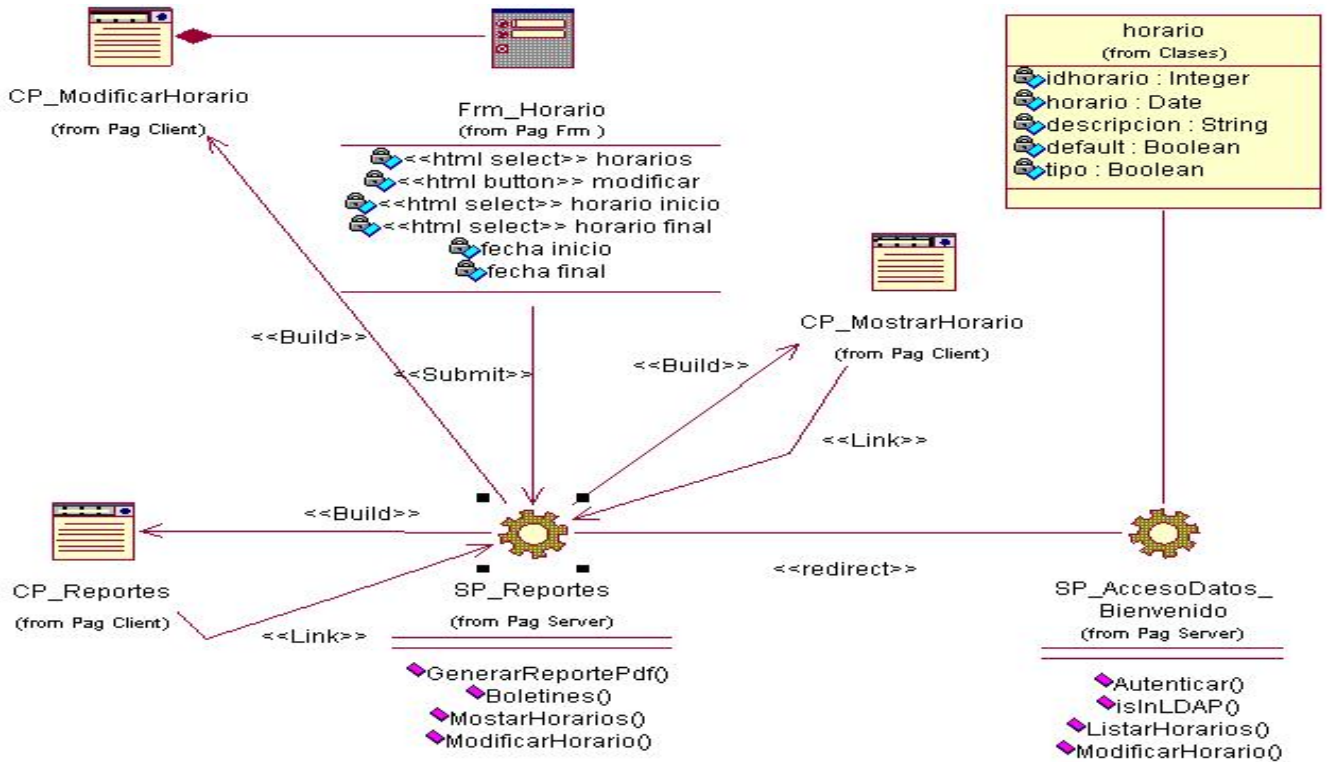 CP_ModificarHorario
(from Pag Client)
Frm_Horario
(from Pag Frm )
<<html select>> horarios
<<html button>> modificar
<<html select>> horario inicio
<<html select>> horario final
fecha inicio
fecha final
horario
(from Clases)
idhorario : Integer
horario : Date
descripcion : String
default : Boolean
tipo : Boolean
CP_MostrarHorario
(from Pag Client)
<<Build>>
<<Submit>>
<<Build>>
<<Link>>
<<Build>>
CP_Reportes
(from Pag Client)
<<Link>>
SP_Reportes
(from Pag Server)
GenerarReportePdf()
Boletines()
MostarHorarios()
ModificarHorario()
<<redirect>>
SP_AccesoDatos_
Bienvenido
(from Pag Server)
Autenticar()
isInLDAP()
ListarHorarios()
ModificarHorario()